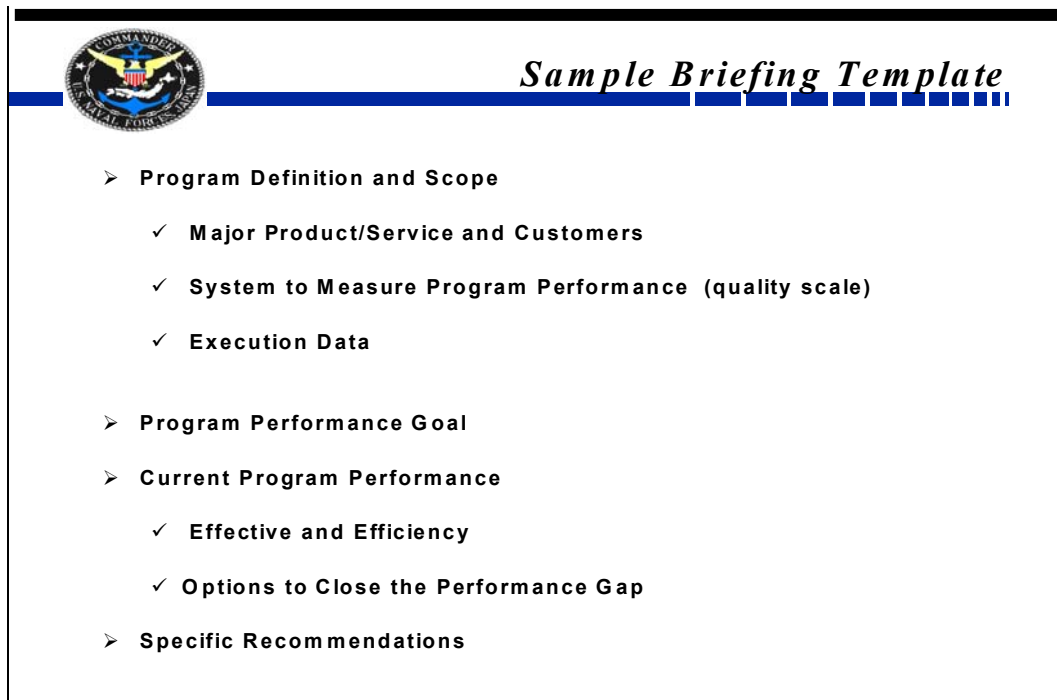 COMMANDER
U.S. NAVAL FORCES, JAPAN
Sample Briefing Template
➢ Program Definition and Scope
✓ Major Product/Service and Customers
✓ System to Measure Program Performance (quality scale)
✓ Execution Data
➢ Program Performance Goal
➢ Current Program Performance
✓ Effective and Efficiency
✓ Options to Close the Performance Gap
➢ Specific Recommendations